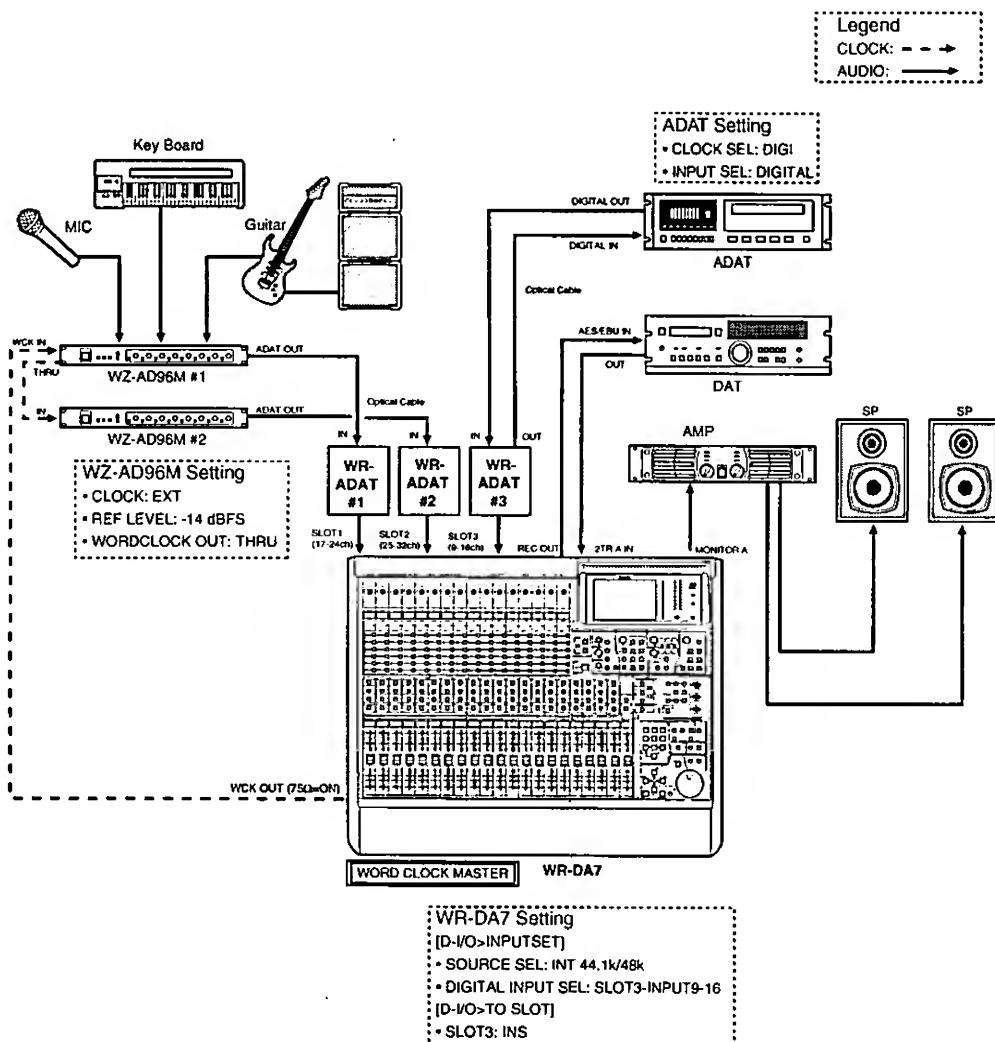 Legend
CLOCK:
AUDIO:
ADAT Setting
• CLOCK SEL: DIGI
• INPUT SEL: DIGITAL
Key Board
MIC
Guitar
DIGITAL OUT
DIGITAL IN
ADAT
Optical Cable
AES/EBU IN
OUT
DAT
WCK IN
THRU
WZ-AD96M #1
ADAT OUT
IN
WZ-AD96M #2
ADAT OUT
Optical Cable
SP
SP
AMP
IN
IN
IN
OUT
WR-
ADAT
#1
WR-
ADAT
#2
WR-
ADAT
#3
WZ-AD96M Setting
• CLOCK: EXT
• REF LEVEL: -14 dBFS
• WORDCLOCK OUT: THRU
SLOT1
(17-24ch)
SLOT2
(25-32ch)
SLOT3
(9-16ch)
REC OUT
2TR A IN
MONITOR A
WCK OUT (75Ω=ON)
WORD CLOCK MASTER
WR-DA7
WR-DA7 Setting
[D-I/O>INPUTSET]
• SOURCE SEL: INT 44.1k/48k
• DIGITAL INPUT SEL: SLOT3-INPUT9-16
[D-I/O>TO SLOT]
• SLOT3: INS